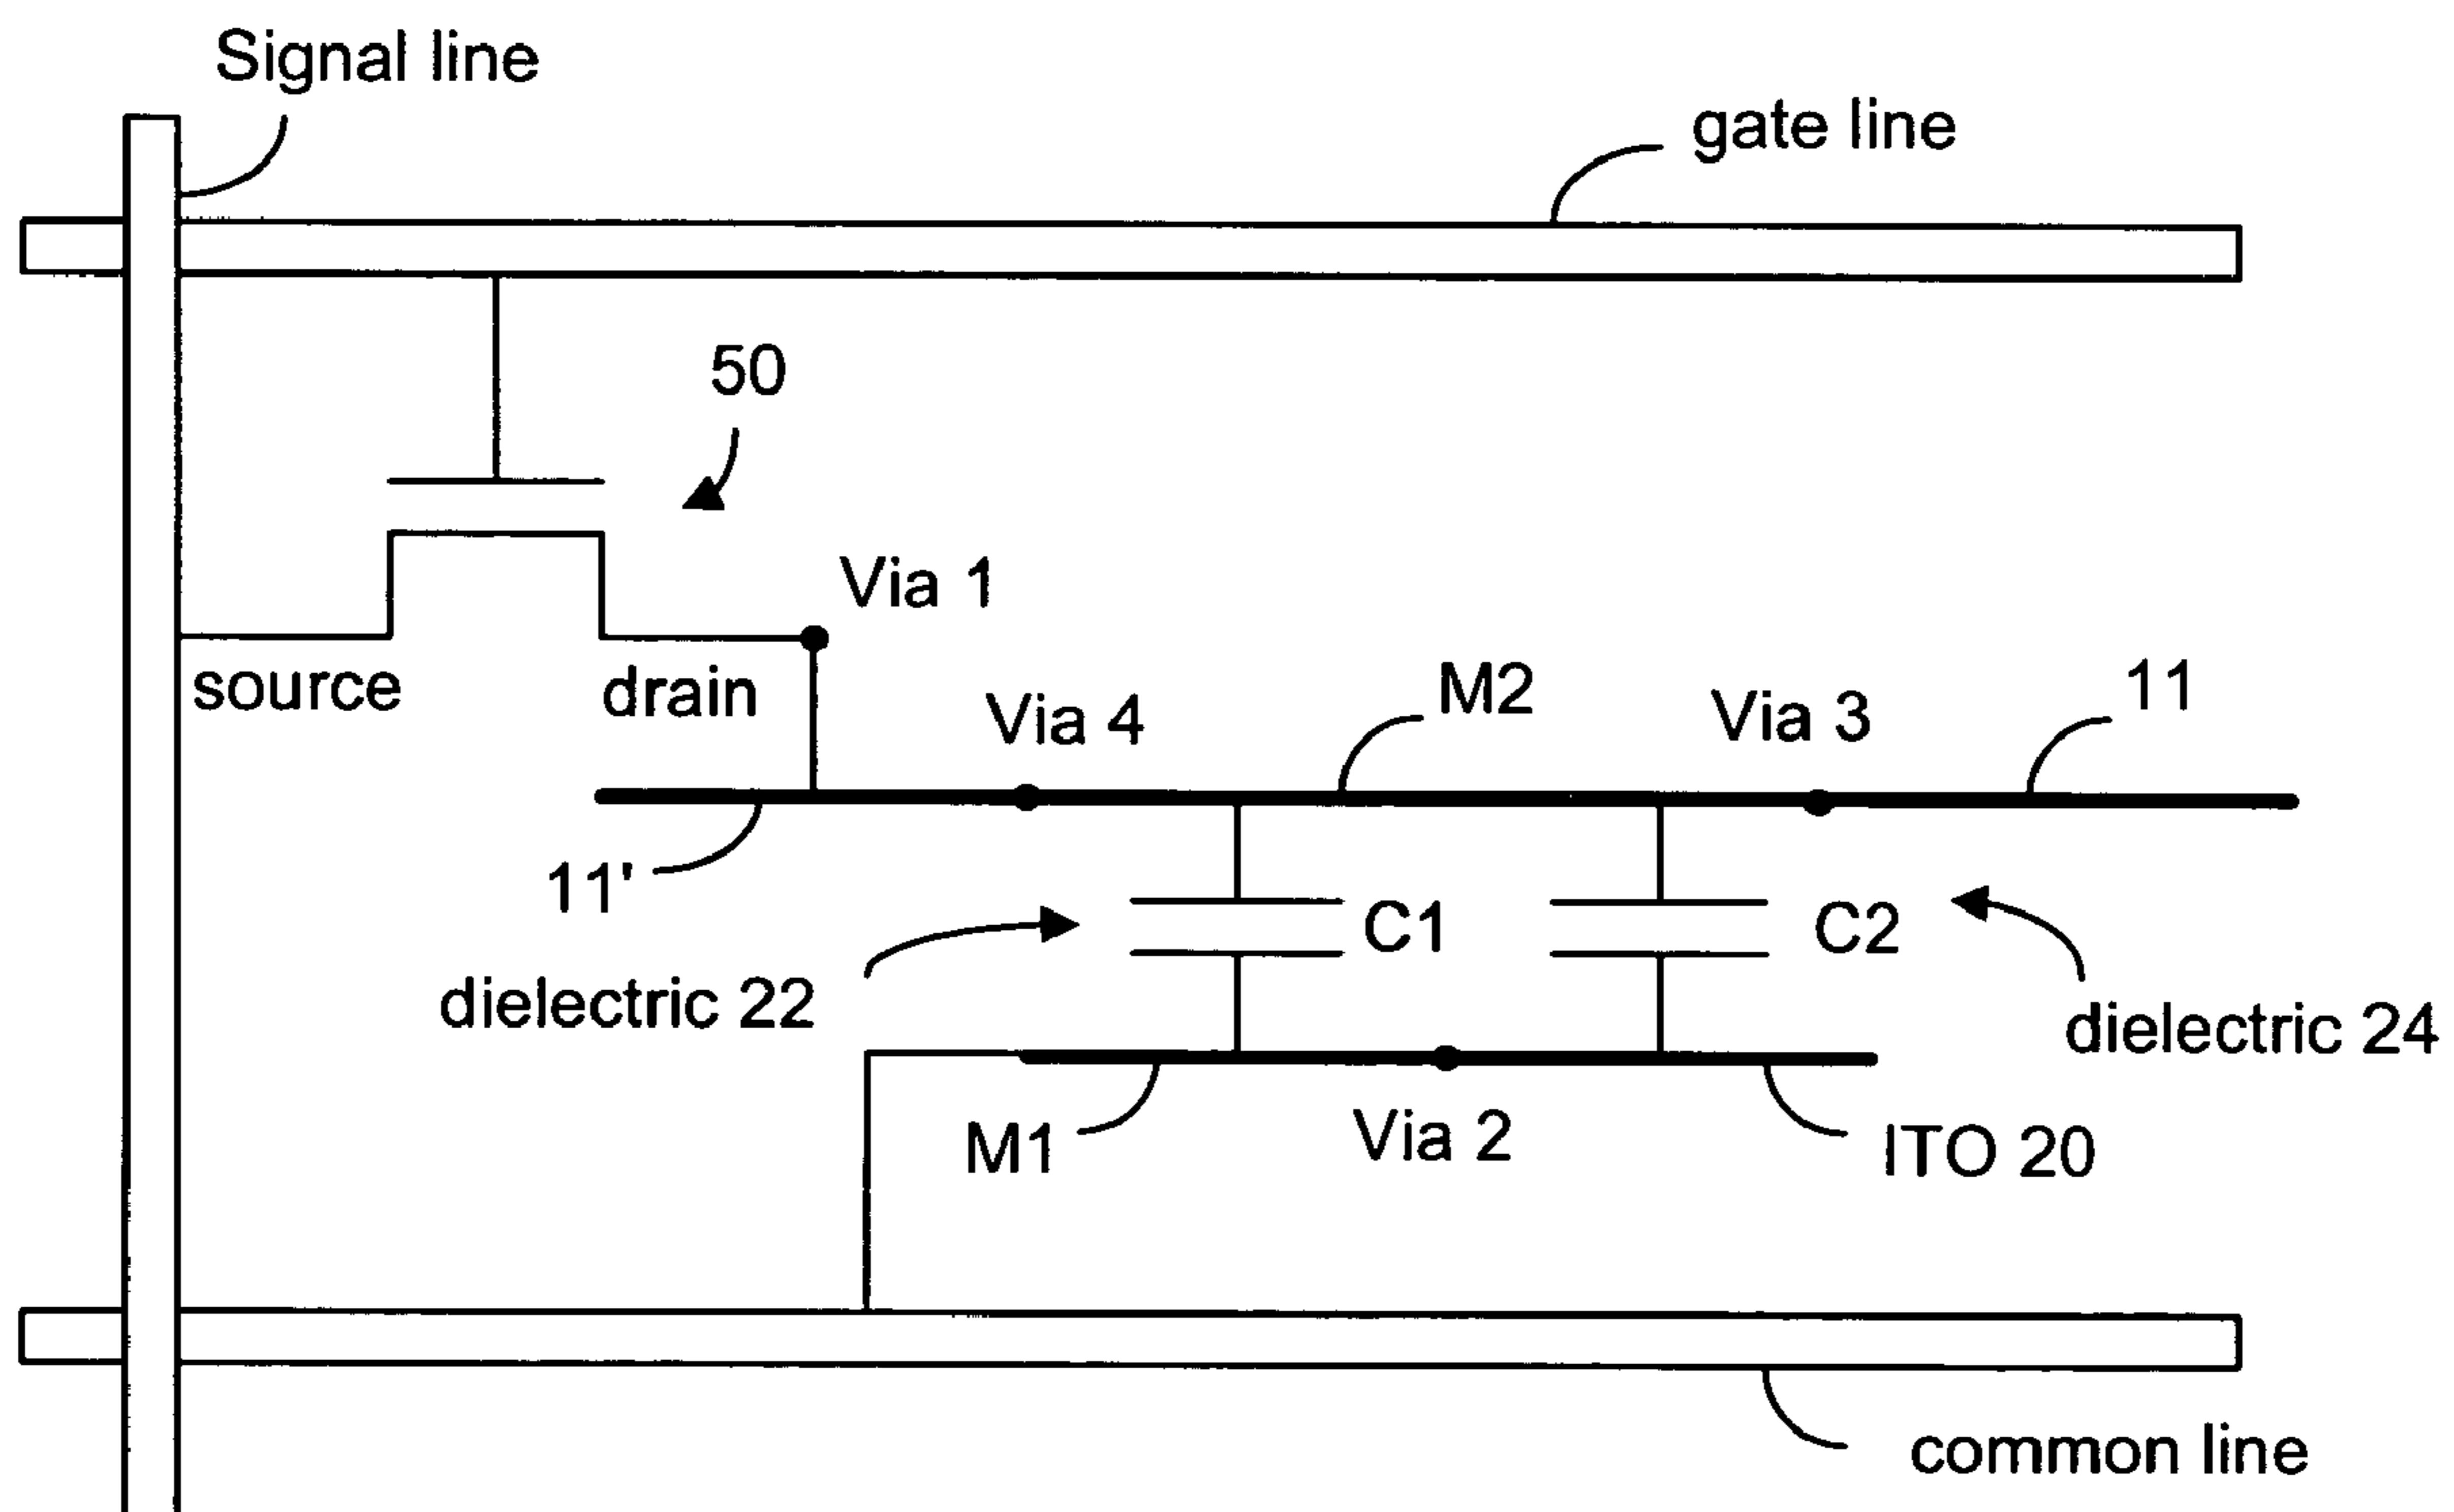 Signal line
gate line
50
Via 1
source
drain
Via 4
M2
Via 3
11
11'
C1
C2
dielectric 22
dielectric 24
M1
Via 2
ITO 20
common line